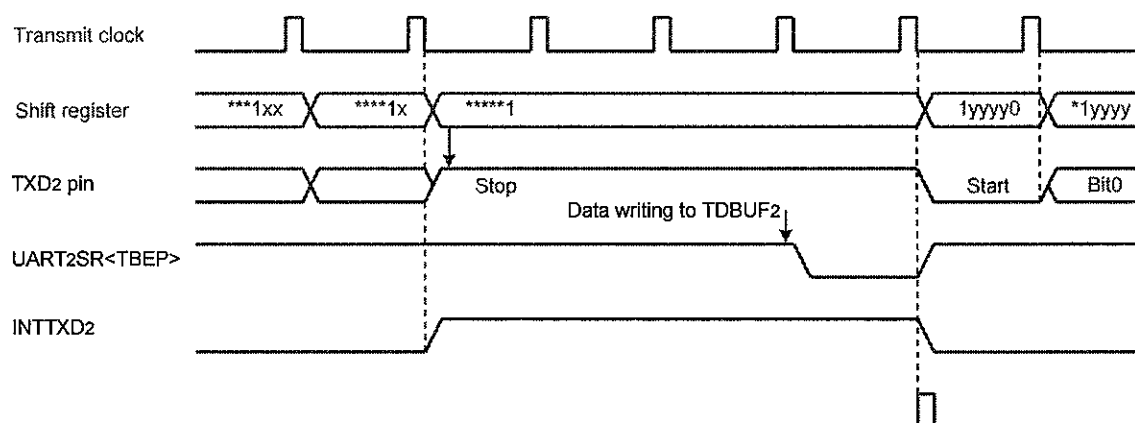 Transmit clock
Shift register ***1xx ****1x *****1 1yyyy0 *1yyyy
TXD2 pin Stop Start Bit0
Data writing to TDBUF2
UART2SR<TBEP>
INTTXD2